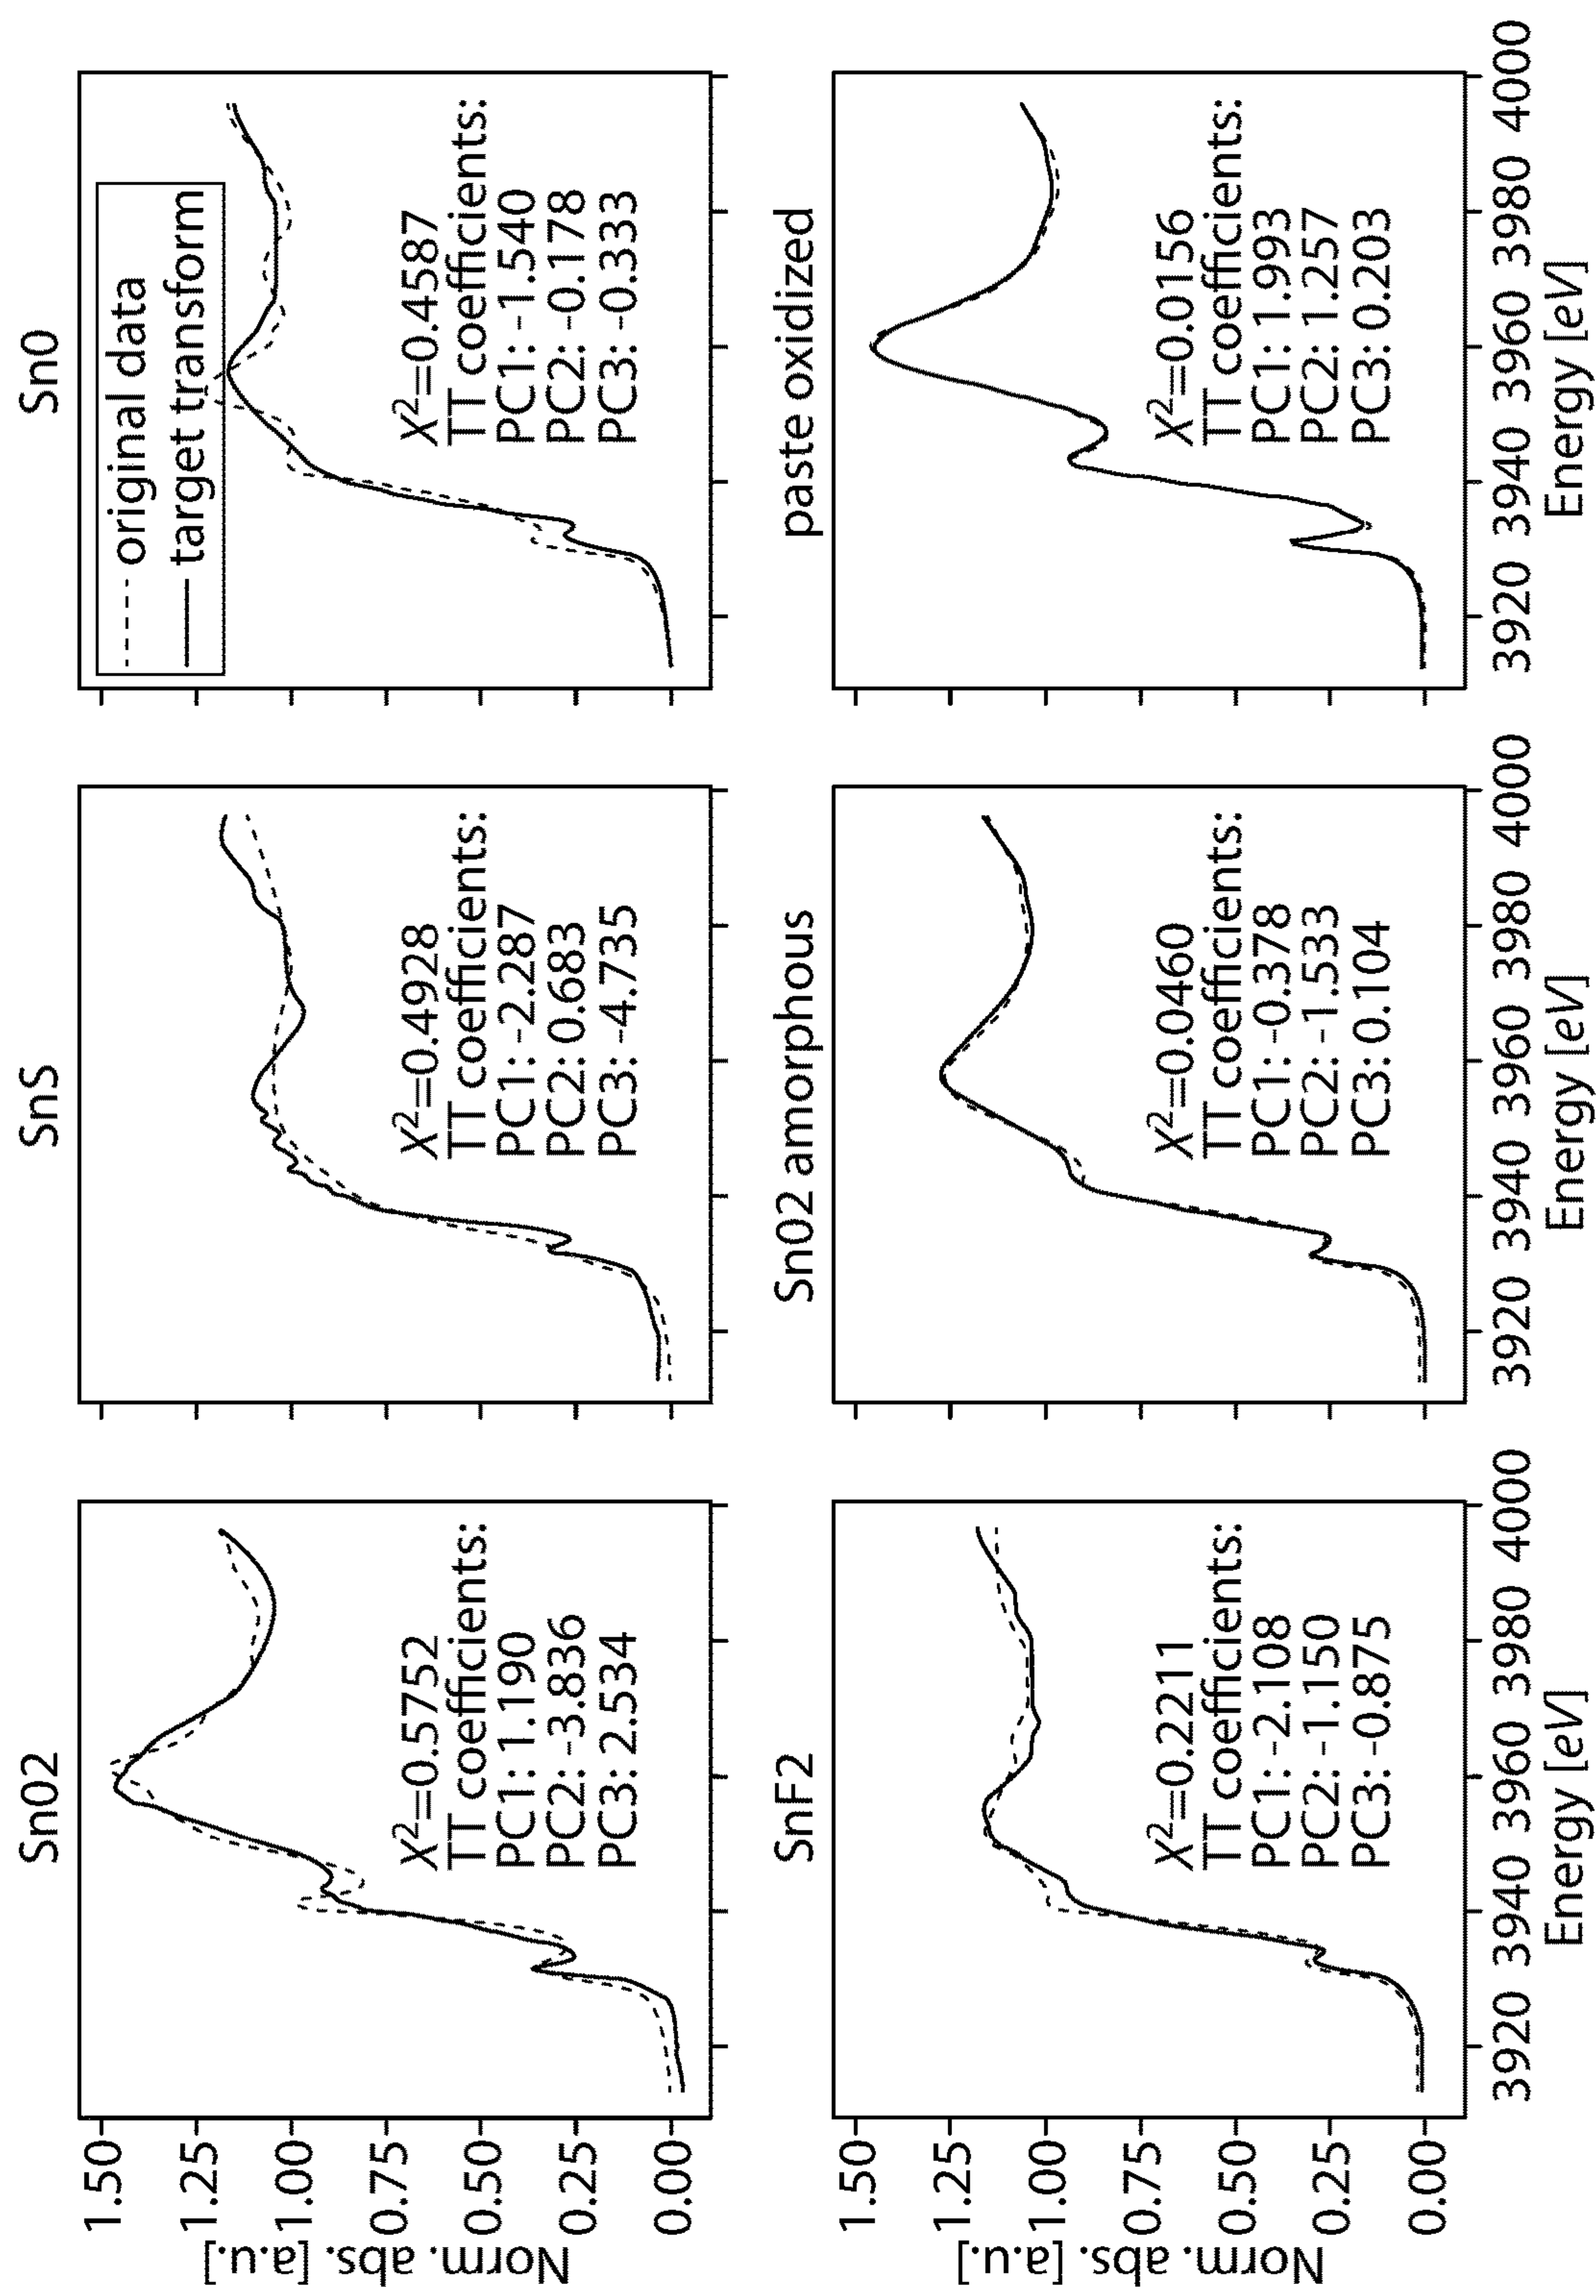 Sn02
1.50
1.25
1.00
0.75
0.50
0.25
0.00
Norm. abs. [a.u.]
X²=0.5752
TT coefficients:
PC1: 1.190
PC2: -3.836
PC3: 2.534
SnS
X²=0.4928
TT coefficients:
PC1: -2.287
PC2: 0.683
PC3: -4.735
Sn0
original data
target transform
X²=0.4587
TT coefficients:
PC1: -1.540
PC2: -0.178
PC3: -0.333
SnF2
1.50
1.25
1.00
0.75
0.50
0.25
0.00
Norm. abs. [a.u.]
X²=0.2211
TT coefficients:
PC1: -2.108
PC2: -1.150
PC3: -0.875
3920 3940 3960 3980 4000
Energy [eV]
Sn02 amorphous
X²=0.0460
TT coefficients:
PC1: -0.378
PC2: -1.533
PC3: 0.104
3920 3940 3960 3980 4000
Energy [eV]
paste oxidized
X²=0.0156
TT coefficients:
PC1: 1.993
PC2: 1.257
PC3: 0.203
3920 3940 3960 3980 4000
Energy [eV]